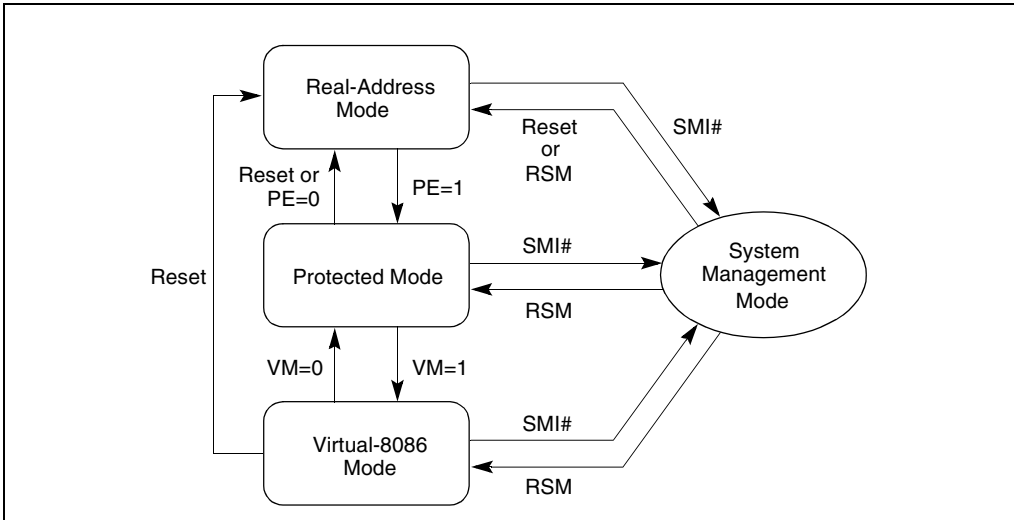 Real-Address
Mode
SMI#
Reset
or
RSM
Reset or
PE=0
PE=1
Reset
Protected Mode
SMI#
RSM
System
Management
Mode
VM=0
VM=1
Virtual-8086
Mode
SMI#
RSM